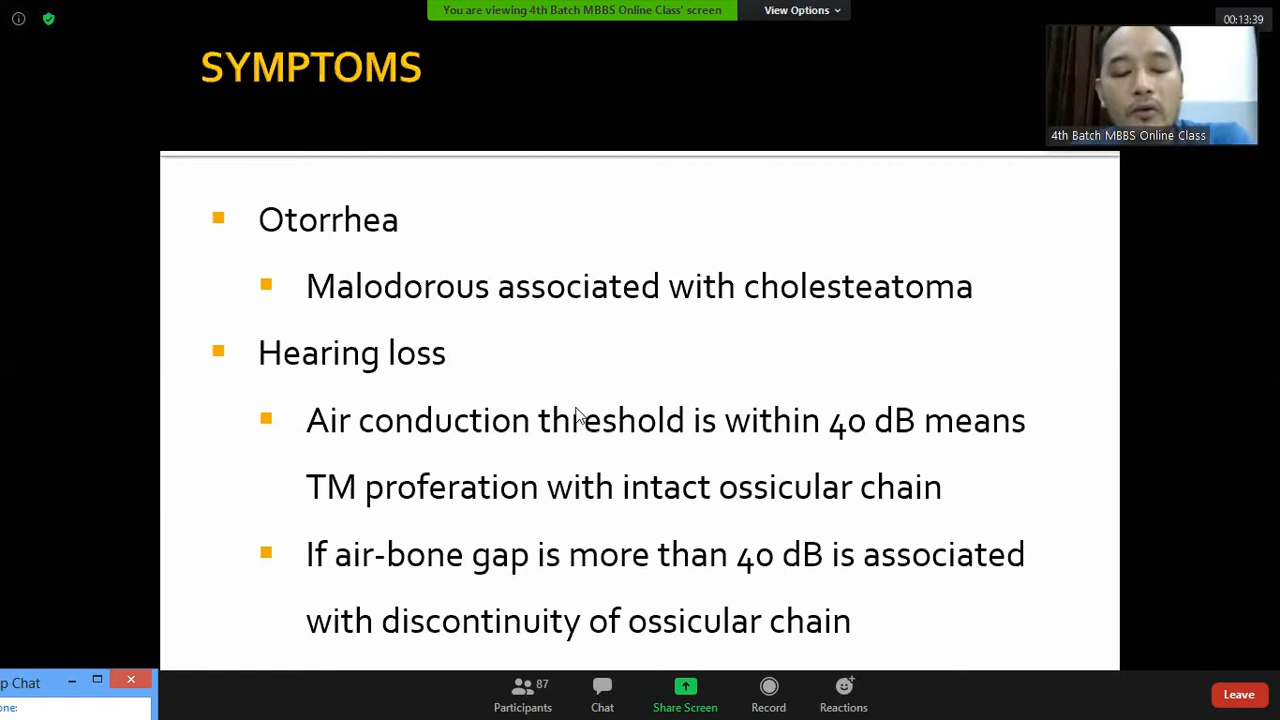 You are viewing 4th Batch MBBS Online Class' screen
View Options
00:13:39
SYMPTOMS
4th Batch MBBS Online Class
Otorrhea
Malodorous associated with cholesteatoma
Hearing loss
Air conduction threshold is within 40 dB means
TM proferation with intact ossicular chain
If air-bone gap is more than 40 dB is associated
with discontinuity of ossicular chain
p Chat
one:
87
Participants
Chat
Share Screen
Record
Reactions
Leave